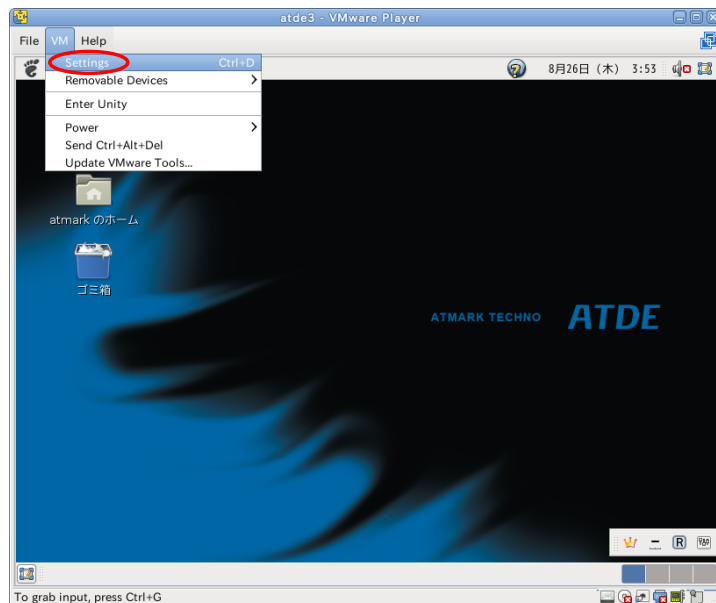 atde3 - VMware Player
File VM Help
Settings Ctrl+D
8月26日 (木) 3:53
Removable Devices
Enter Unity
Power
Send Ctrl+Alt+Del
Update VMware Tools...
atmark のホーム
ゴミ箱
ATMARK TECHNO ATDE
R
To grab input, press Ctrl+G